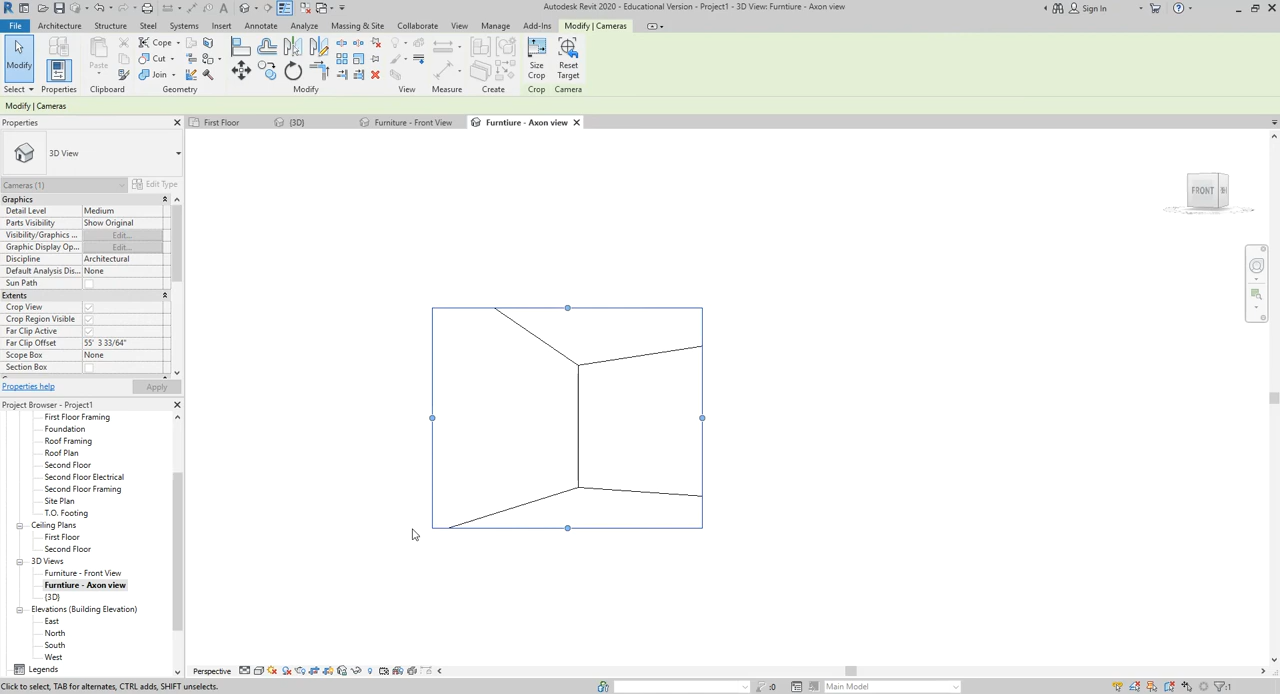 Autodesk Revit 2020 - Educational Version - Project1 - 3D View: Furntiure - Axon view
Sign In
File Architecture Structure Steel Systems Insert Annotate Analyze Massing & Site Collaborate View Manage Add-Ins Modify | Cameras
Modify
Paste
Cope
Cut
Join
Size Crop
Reset Target
Select Properties Clipboard Geometry Modify View Measure Create Crop Camera
Modify | Cameras
Properties
First Floor {3D} Furniture - Front View Furntiure - Axon view
3D View
FRONT
Cameras (1) Edit Type
Graphics
Detail Level Medium
Parts Visibility Show Original
Visibility/Graphics ... Edit...
Graphic Display Op... Edit...
Discipline Architectural
Default Analysis Dis... None
Sun Path
Extents
Crop View
Crop Region Visible
Far Clip Active
Far Clip Offset 55' 3 33/64"
Scope Box None
Section Box
Properties help Apply
Project Browser - Project1
First Floor Framing
Foundation
Roof Framing
Roof Plan
Second Floor
Second Floor Electrical
Second Floor Framing
Site Plan
T.O. Footing
Ceiling Plans
First Floor
Second Floor
3D Views
Furniture - Front View
Furntiure - Axon view
{3D}
Elevations (Building Elevation)
East
North
South
West
Legends
Perspective
Click to select, TAB for alternates, CTRL adds, SHIFT unselects. :0 Main Model :1